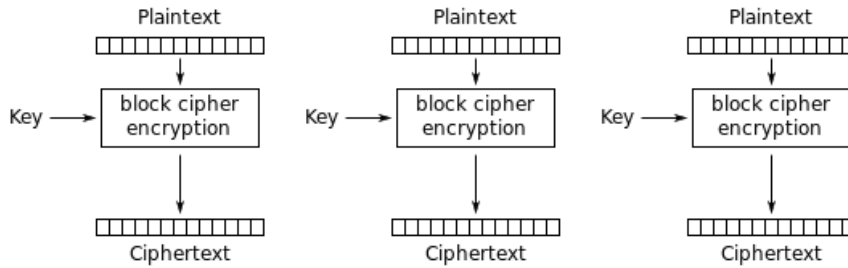 Plaintext
Plaintext
Plaintext
Key
block cipher
encryption
Key
block cipher
encryption
Key
block cipher
encryption
Ciphertext
Ciphertext
Ciphertext